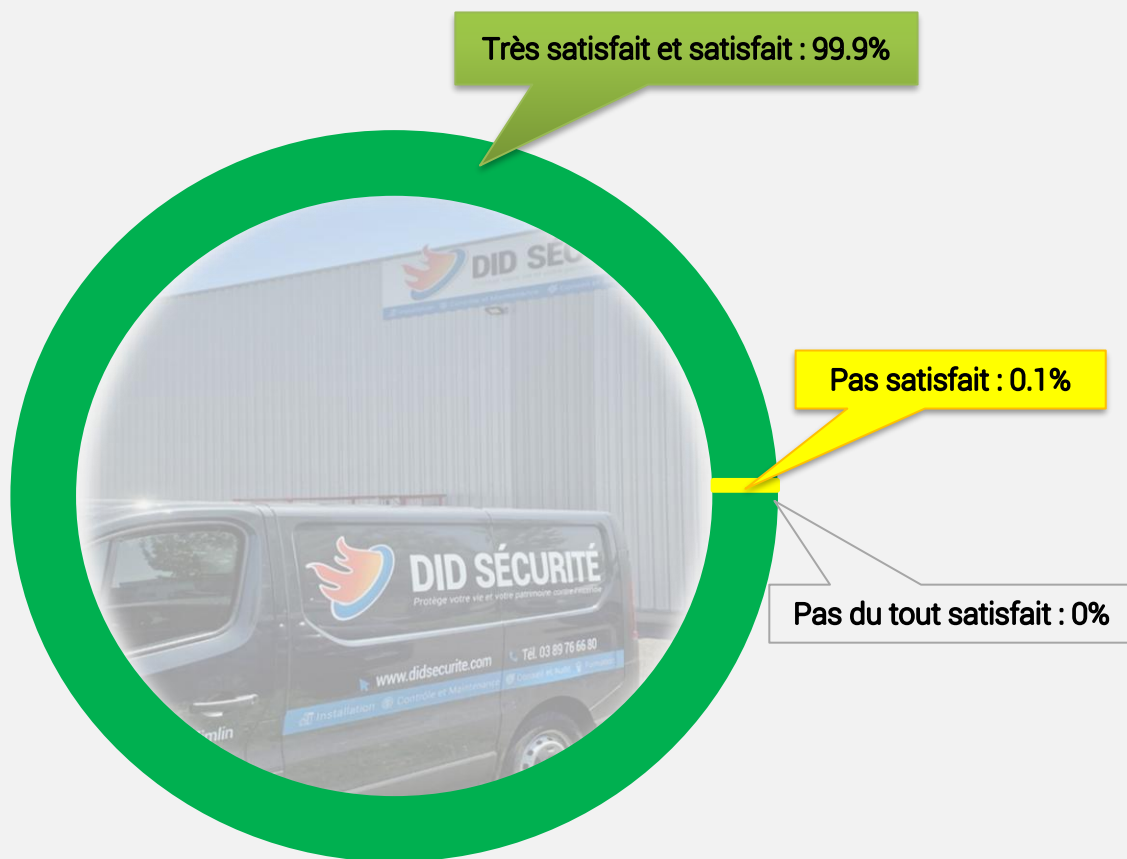 Très satisfait et satisfait : 99.9%
DID SÉC
Pas satisfait : 0.1%
DID SÉCURITÉ
Protège votre vie et votre patrimoine contre l'incendie
Pas du tout satisfait : 0%
Tél. 03 89 76 66 80
www.didsecurite.com
Installation Contrôle et Maintenance Conseil et Audit Formation